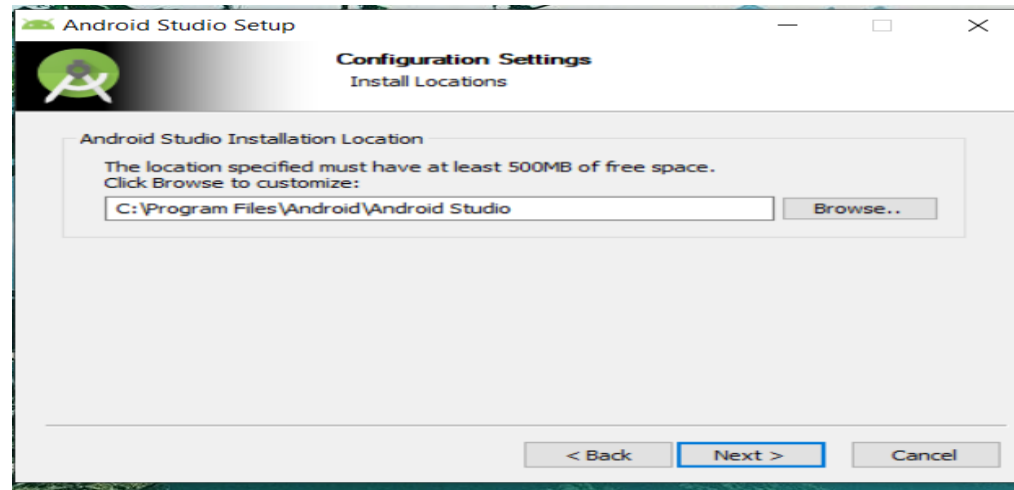 Android Studio Setup
Configuration Settings
Install Locations
Android Studio Installation Location
The location specified must have at least 500MB of free space.
Click Browse to customize:
C:\Program Files\Android\Android Studio
Browse..
< Back
Next >
Cancel